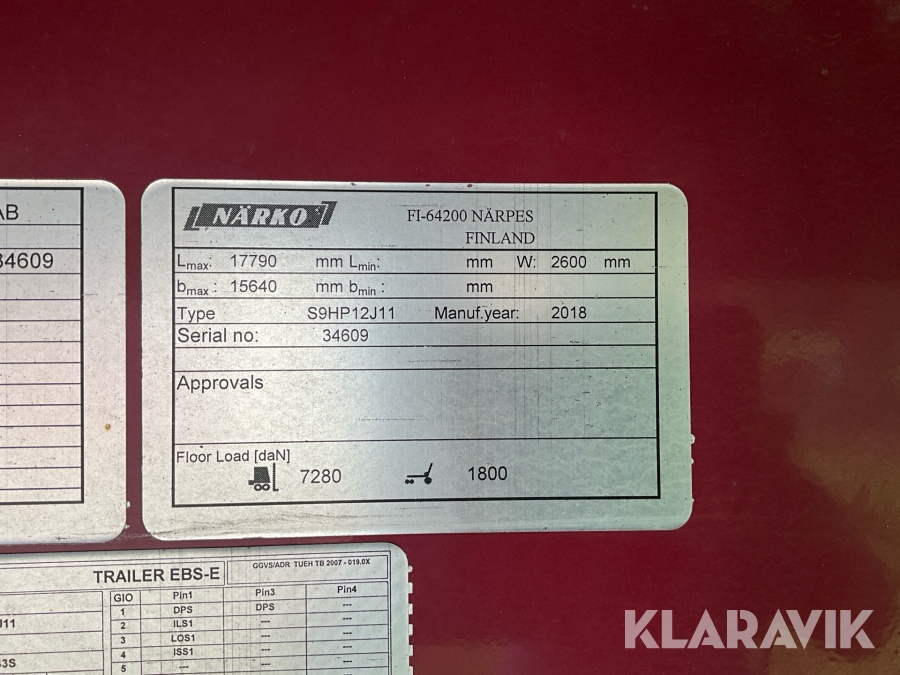 AB
34609
NÄRKO
FI-64200 NÄRPES
FINLAND
Lmax: 17790 mm Lmin: mm W: 2600 mm
bmax : 15640 mm bmin : mm
Type S9HP12J11 Manuf.year: 2018
Serial no: 34609
Approvals
Floor Load [daN]
7280 1800
TRAILER EBS-E
GGVS/ADR TUEH TB 2007 - 019.0X
GIO Pin1 Pin3 Pin4
1 DPS DPS ---
2 ILS1 --- ---
3 LOS1 --- ---
4 ISS1 --- ---
5 --- --- ---
J11
43S
KLARAVIK